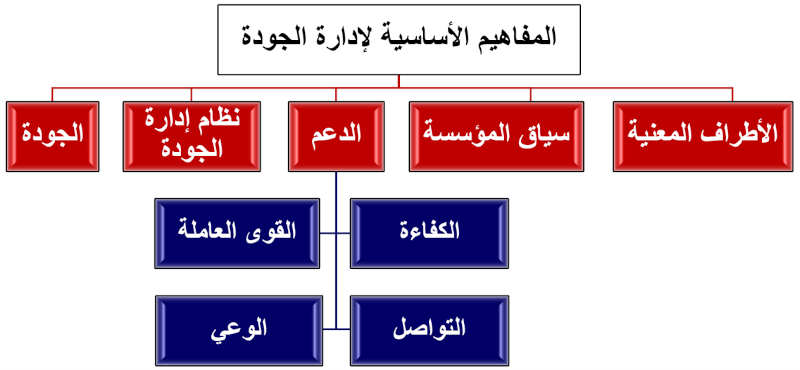 المفاهيم الأساسية لإدارة الجودة
الأطراف المعنية
سياق المؤسسة
الدعم
نظام إدارة
الجودة
الجودة
الكفاءة
القوى العاملة
التواصل
الوعي